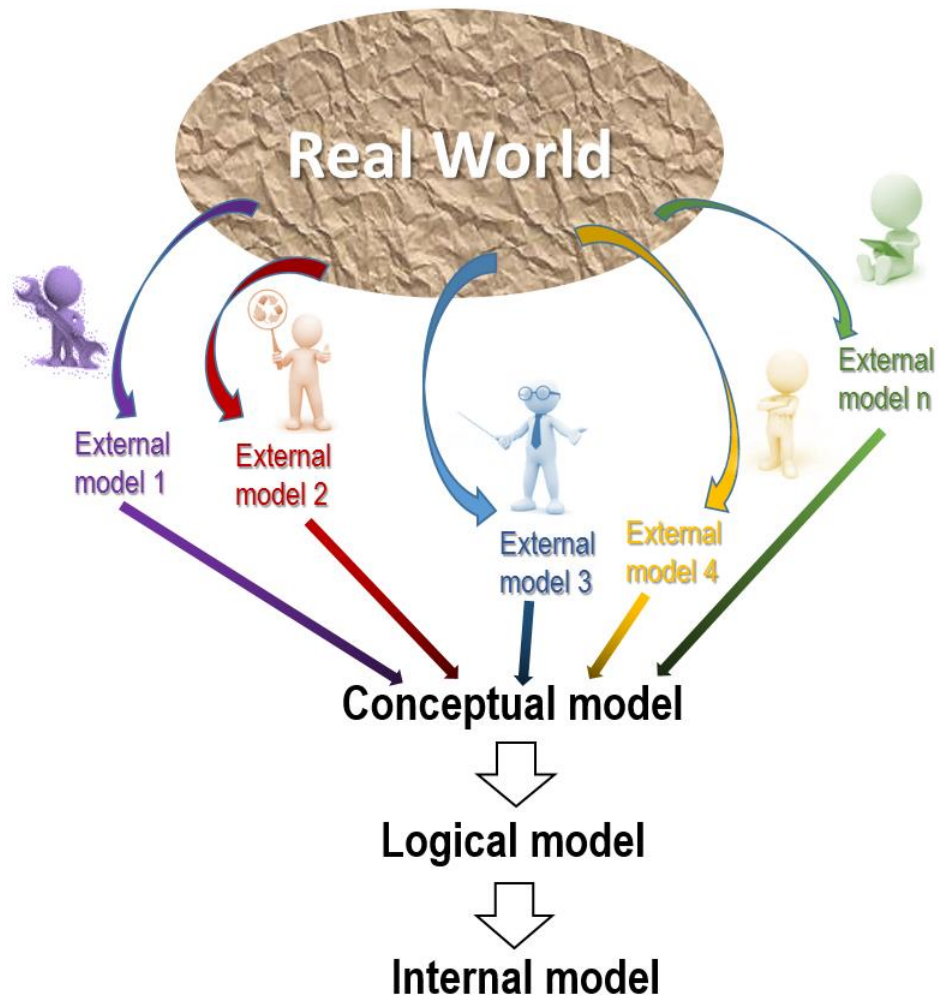 Real World
External
model 1
External
model 2
External
model 3
External
model 4
External
model n
Conceptual model
Logical model
Internal model